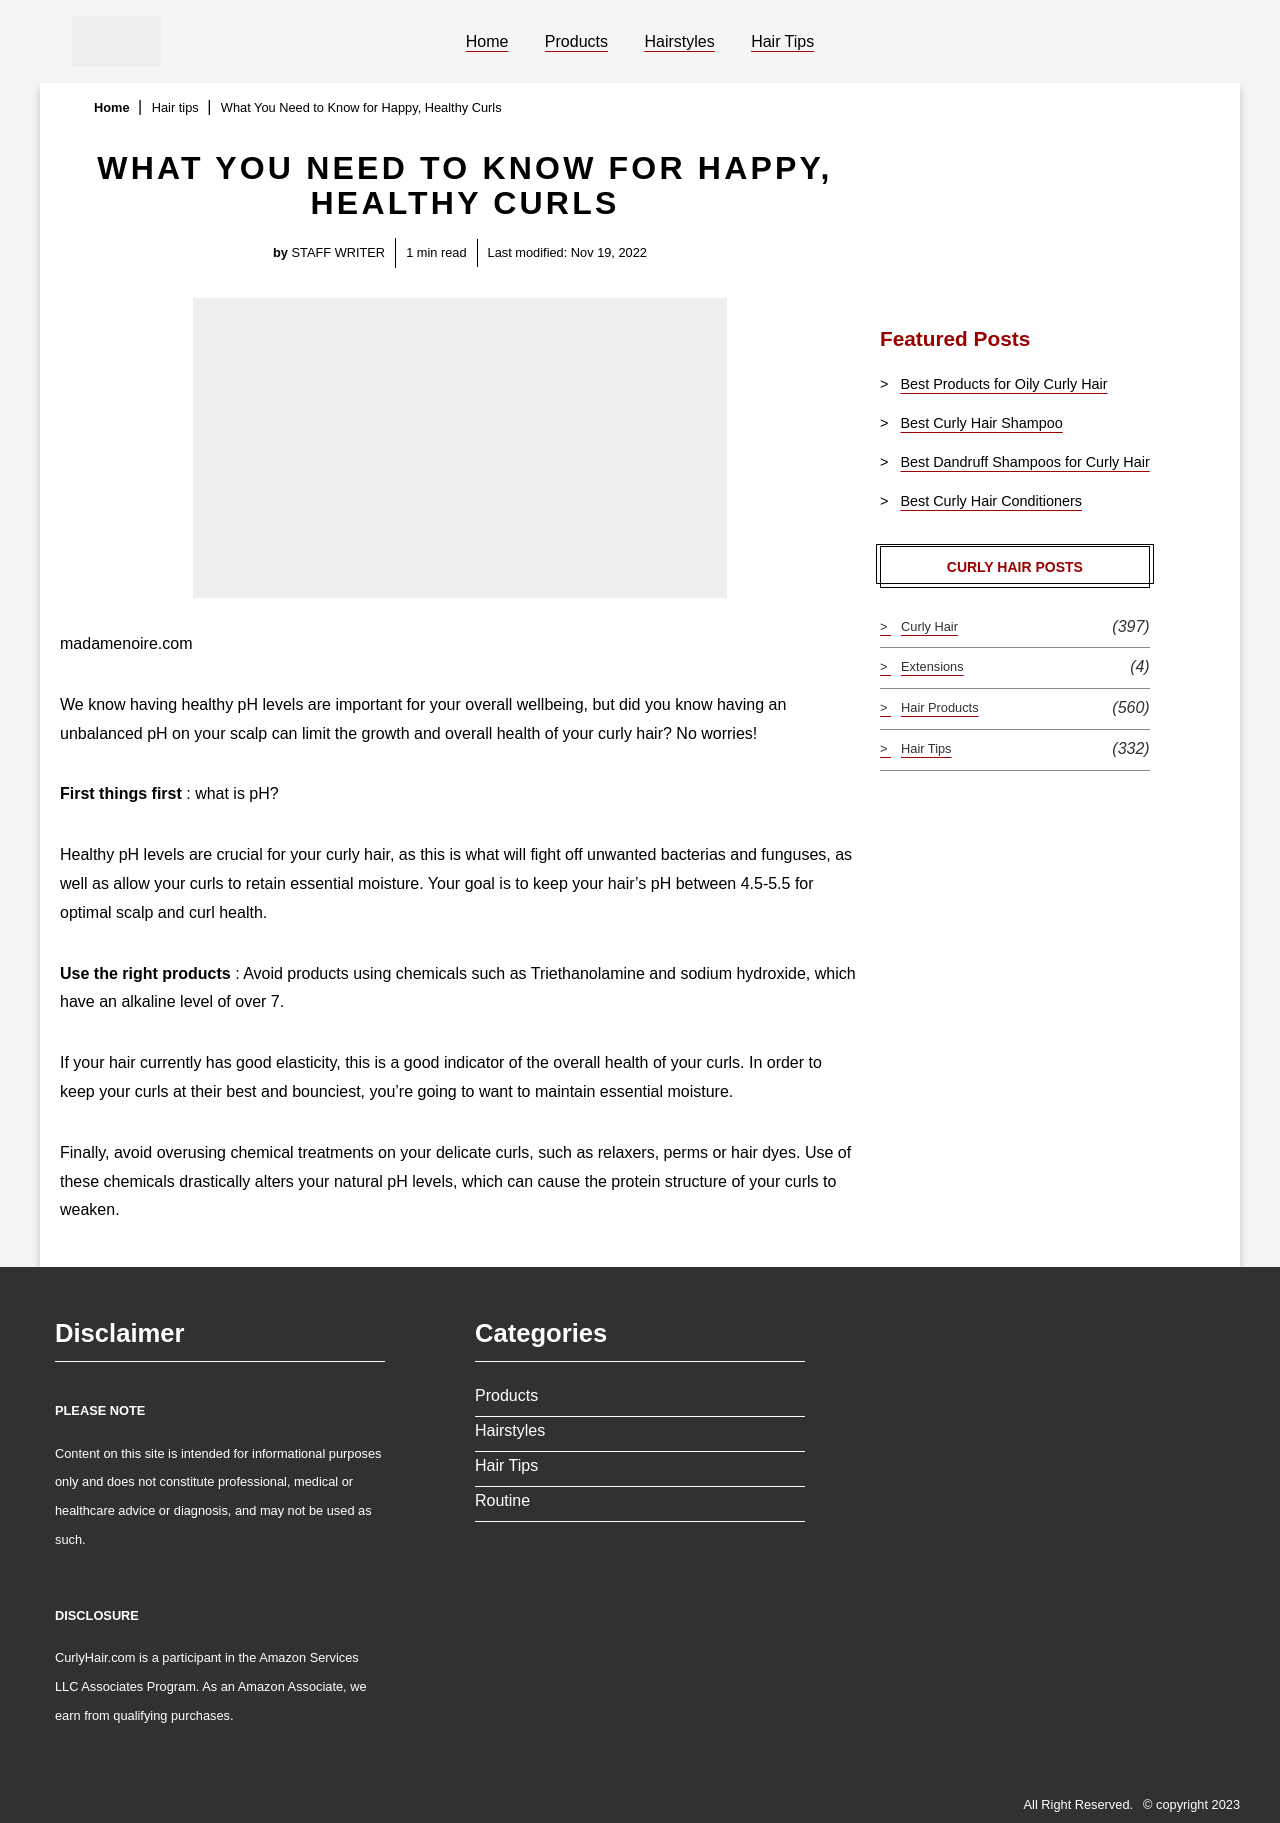 Home Products Hairstyles Hair Tips
Home | Hair tips | What You Need to Know for Happy, Healthy Curls
WHAT YOU NEED TO KNOW FOR HAPPY,
HEALTHY CURLS
by STAFF WRITER | 1 min read | Last modified: Nov 19, 2022
madamenoire.com
We know having healthy pH levels are important for your overall wellbeing, but did you know having an
unbalanced pH on your scalp can limit the growth and overall health of your curly hair? No worries!
First things first : what is pH?
Healthy pH levels are crucial for your curly hair, as this is what will fight off unwanted bacterias and funguses, as
well as allow your curls to retain essential moisture. Your goal is to keep your hair’s pH between 4.5-5.5 for
optimal scalp and curl health.
Use the right products : Avoid products using chemicals such as Triethanolamine and sodium hydroxide, which
have an alkaline level of over 7.
If your hair currently has good elasticity, this is a good indicator of the overall health of your curls. In order to
keep your curls at their best and bounciest, you’re going to want to maintain essential moisture.
Finally, avoid overusing chemical treatments on your delicate curls, such as relaxers, perms or hair dyes. Use of
these chemicals drastically alters your natural pH levels, which can cause the protein structure of your curls to
weaken.
Featured Posts
> Best Products for Oily Curly Hair
> Best Curly Hair Shampoo
> Best Dandruff Shampoos for Curly Hair
> Best Curly Hair Conditioners
CURLY HAIR POSTS
> Curly Hair (397)
> Extensions (4)
> Hair Products (560)
> Hair Tips (332)
Disclaimer
PLEASE NOTE
Content on this site is intended for informational purposes
only and does not constitute professional, medical or
healthcare advice or diagnosis, and may not be used as
such.
DISCLOSURE
CurlyHair.com is a participant in the Amazon Services
LLC Associates Program. As an Amazon Associate, we
earn from qualifying purchases.
Categories
Products
Hairstyles
Hair Tips
Routine
All Right Reserved. © copyright 2023